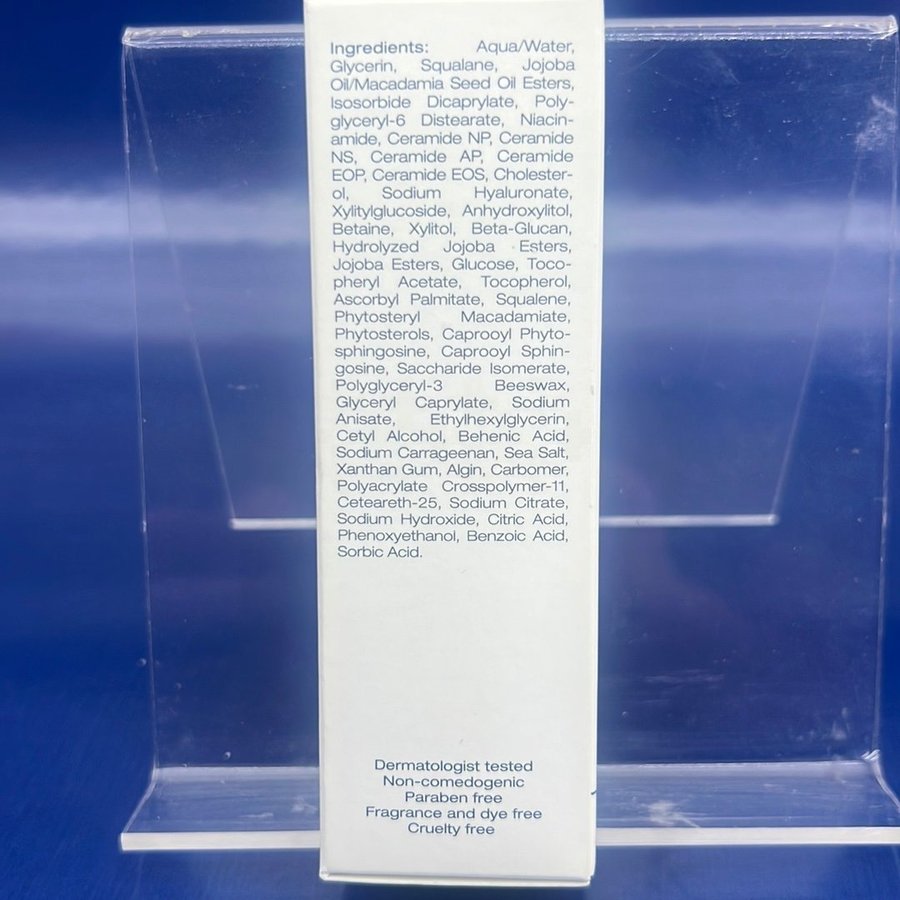 Ingredients: Aqua/Water,
Glycerin, Squalane, Jojoba
Oil/Macadamia Seed Oil Esters,
Isosorbide Dicaprylate, Poly-
glyceryl-6 Distearate, Niacin-
amide, Ceramide NP, Ceramide
NS, Ceramide AP, Ceramide
EOP, Ceramide EOS, Cholester-
ol, Sodium Hyaluronate,
Xylitylglucoside, Anhydroxylitol,
Betaine, Xylitol, Beta-Glucan,
Hydrolyzed Jojoba Esters,
Jojoba Esters, Glucose, Toco-
pheryl Acetate, Tocopherol,
Ascorbyl Palmitate, Squalene,
Phytosteryl Macadamiate,
Phytosterols, Caprooyl Phyto-
sphingosine, Caprooyl Sphin-
gosine, Saccharide Isomerate,
Polyglyceryl-3 Beeswax,
Glyceryl Caprylate, Sodium
Anisate, Ethylhexylglycerin,
Cetyl Alcohol, Behenic Acid,
Sodium Carrageenan, Sea Salt,
Xanthan Gum, Algin, Carbomer,
Polyacrylate Crosspolymer-11,
Ceteareth-25, Sodium Citrate,
Sodium Hydroxide, Citric Acid,
Phenoxyethanol, Benzoic Acid,
Sorbic Acid.
Dermatologist tested
Non-comedogenic
Paraben free
Fragrance and dye free
Cruelty free